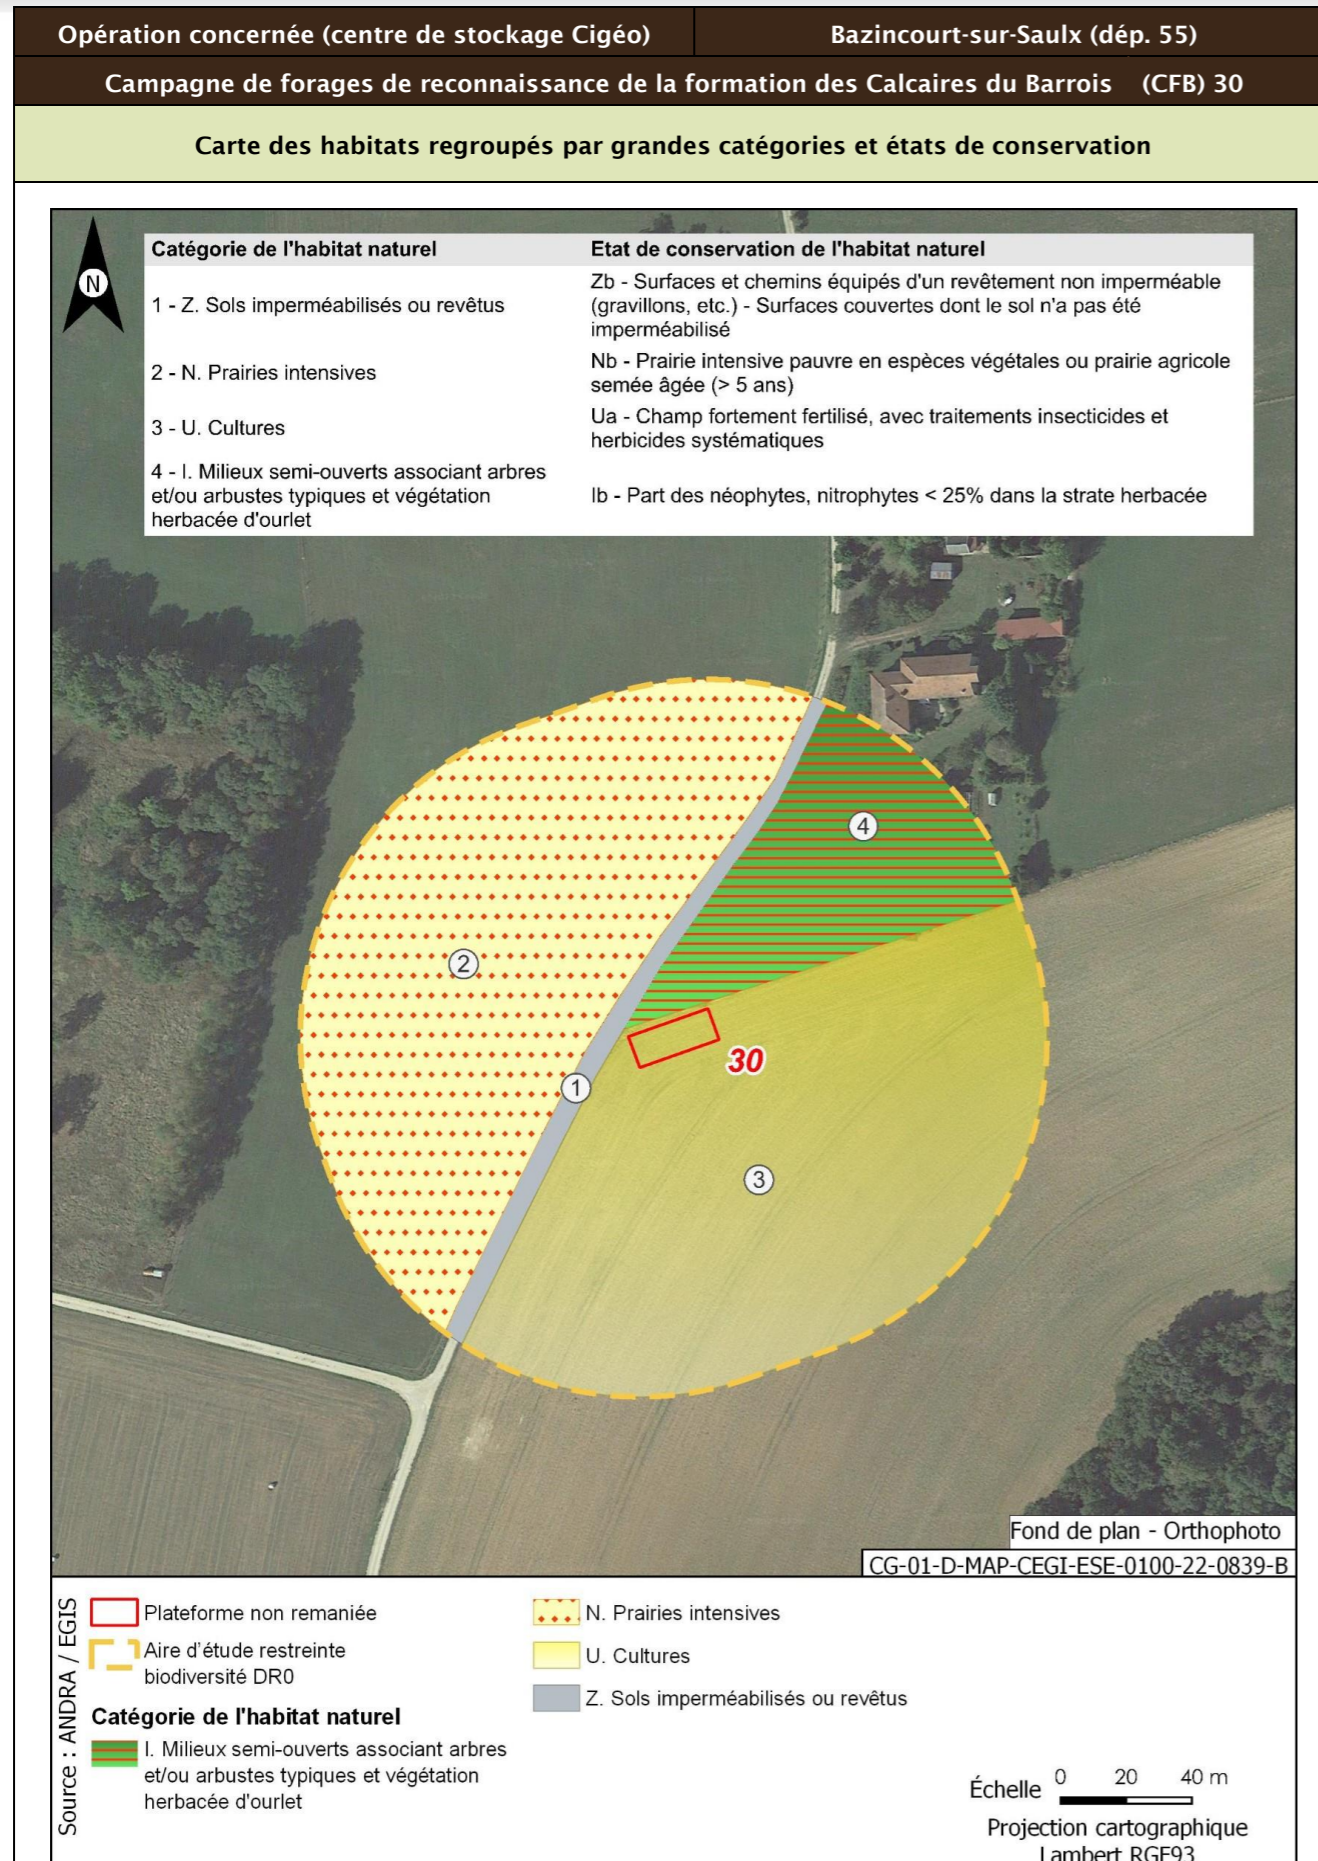 Opération concernée (centre de stockage Cigéo)
Bazincourt-sur-Saulx (dép. 55)
Campagne de forages de reconnaissance de la formation des Calcaires du Barrois (CFB) 30
Carte des habitats regroupés par grandes catégories et états de conservation
N
Catégorie de l'habitat naturel
Etat de conservation de l'habitat naturel
1 - Z. Sols imperméabilisés ou revêtus
Zb - Surfaces et chemins équipés d'un revêtement non imperméable
(gravillons, etc.) - Surfaces couvertes dont le sol n'a pas été
imperméabilisé
2 - N. Prairies intensives
Nb - Prairie intensive pauvre en espèces végétales ou prairie agricole
semée âgée (> 5 ans)
3 - U. Cultures
Ua - Champ fortement fertilisé, avec traitements insecticides et
herbicides systématiques
4 - I. Milieux semi-ouverts associant arbres
et/ou arbustes typiques et végétation
herbacée d'ourlet
Ib - Part des néophytes, nitrophytes < 25% dans la strate herbacée
4
2
30
1
3
Fond de plan - Orthophoto
CG-01-D-MAP-CEGI-ESE-0100-22-0839-B
Source : ANDRA / EGIS
Plateforme non remaniée
Aire d'étude restreinte
biodiversité DR0
Catégorie de l'habitat naturel
I. Milieux semi-ouverts associant arbres
et/ou arbustes typiques et végétation
herbacée d'ourlet
N. Prairies intensives
U. Cultures
Z. Sols imperméabilisés ou revêtus
Échelle 0 20 40 m
Projection cartographique
Lambert RGF93